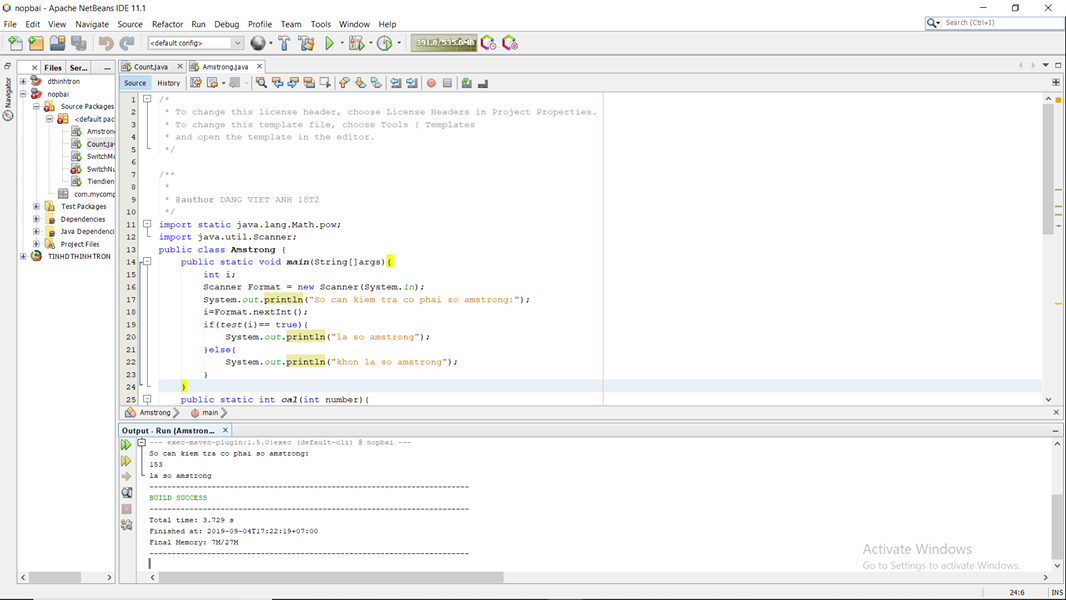 nopbai - Apache NetBeans IDE 11.1
File Edit View Navigate Source Refactor Run Debug Profile Team Tools Window Help
Search (Ctrl+I)
<default config>
391.8/535.0MB
Files Ser...
Count.java Amstrong.java
Navigator
Source History
dthinhtron
nopbai
Source Packages
<default pac
Amstron
Count.jav
SwitchMo
SwitchNu
Tiendien
com.mycomp
Test Packages
Dependencies
Java Dependenci
Project Files
TINHDTHINHTRON
1 /*
2 * To change this license header, choose License Headers in Project Properties.
3 * To change this template file, choose Tools | Templates
4 * and open the template in the editor.
5 */
6
7 /**
8 *
9 * @author DANG VIET ANH 18T2
10 */
11 import static java.lang.Math.pow;
12 import java.util.Scanner;
13 public class Amstrong {
14 public static void main(String[]args){
15 int i;
16 Scanner Format = new Scanner(System.in);
17 System.out.println("So can kiem tra co phai so amstrong:");
18 i=Format.nextInt();
19 if(test(i)== true){
20 System.out.println("la so amstrong");
21 }else{
22 System.out.println("khon la so amstrong");
23 }
24 }
25 public static int cal(int number){
Amstrong main
Output - Run (Amstron...
--- exec-maven-plugin:1.5.0:exec (default-cli) @ nopbai ---
So can kiem tra co phai so amstrong:
153
la so amstrong
------------------------------------------------------------------------
BUILD SUCCESS
------------------------------------------------------------------------
Total time: 3.729 s
Finished at: 2019-09-04T17:22:19+07:00
Final Memory: 7M/27M
------------------------------------------------------------------------
Activate Windows
Go to Settings to activate Windows.
24:6 INS